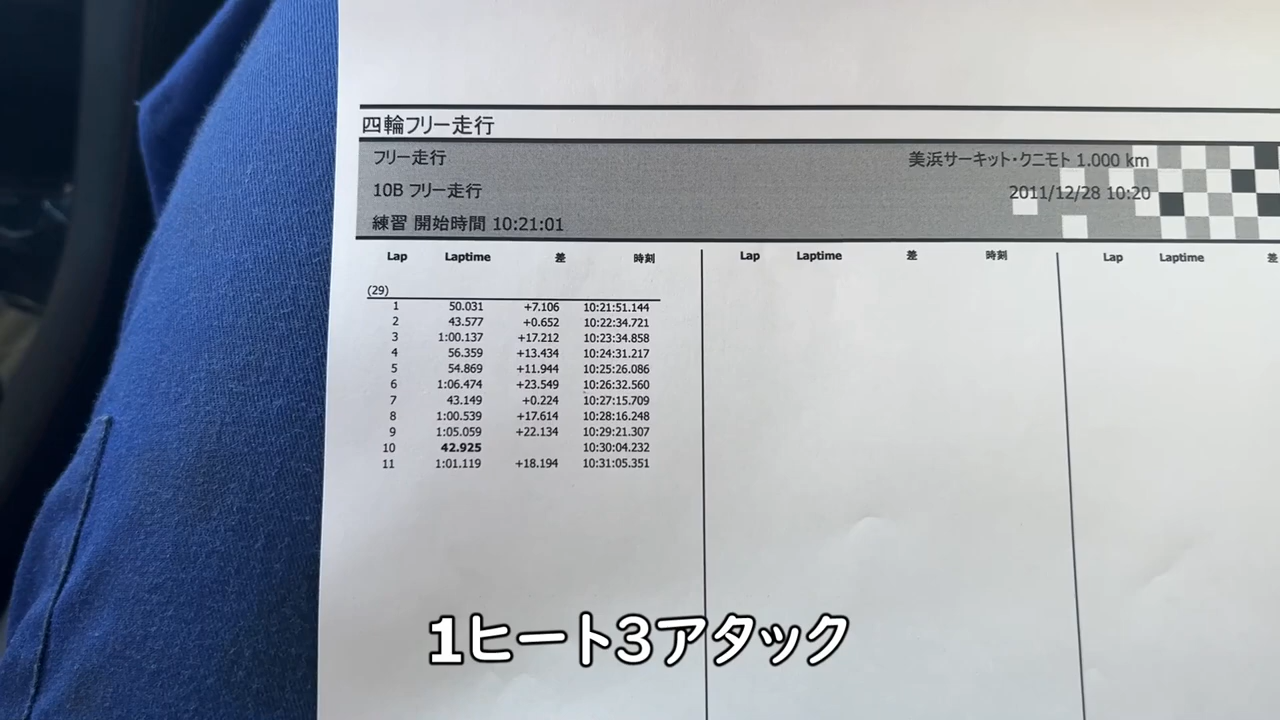 四輪フリー走行
フリー走行 美浜サーキット・クニモト 1.000 km
10B フリー走行 2011/12/28 10:20
練習 開始時間 10:21:01
Lap Laptime 差 時刻 Lap Laptime 差 時刻 Lap Laptime 差
(29)
1 50.031 +7.106 10:21:51.144
2 43.577 +0.652 10:22:34.721
3 1:00.137 +17.212 10:23:34.858
4 56.359 +13.434 10:24:31.217
5 54.869 +11.944 10:25:26.086
6 1:06.474 +23.549 10:26:32.560
7 43.149 +0.224 10:27:15.709
8 1:00.539 +17.614 10:28:16.248
9 1:05.059 +22.134 10:29:21.307
10 42.925 10:30:04.232
11 1:01.119 +18.194 10:31:05.351
1ヒート3アタック